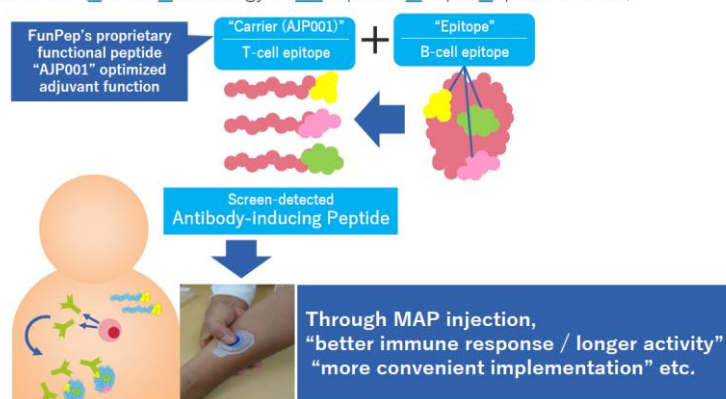 FunPep's proprietary
functional peptide
"AJP001" optimized
adjuvant function
"Carrier (AJP001)"
T-cell epitope
+
"Epitope"
B-cell epitope
Screen-detected
Antibody-inducing Peptide
Through MAP injection,
"better immune response / longer activity"
"more convenient implementation" etc.